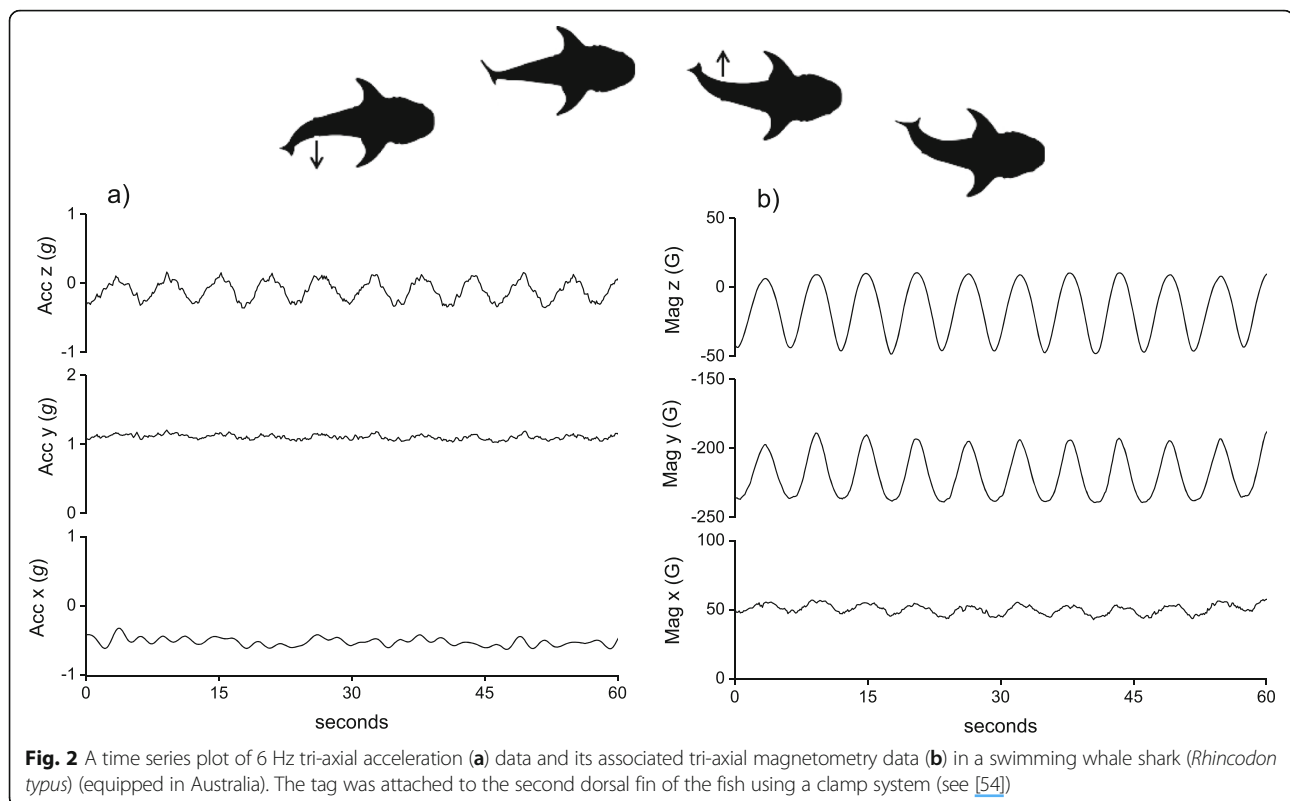 a)
b)
Acc z (g)
1
0
-1
Acc y (g)
2
1
0
Acc x (g)
1
0
-1
0
15
30
45
60
seconds
Mag z (G)
50
0
-50
Mag y (G)
-150
-200
-250
Mag x (G)
100
50
0
0
15
30
45
60
seconds
Fig. 2 A time series plot of 6 Hz tri-axial acceleration (a) data and its associated tri-axial magnetometry data (b) in a swimming whale shark (Rhincodon
typus) (equipped in Australia). The tag was attached to the second dorsal fin of the fish using a clamp system (see [54])